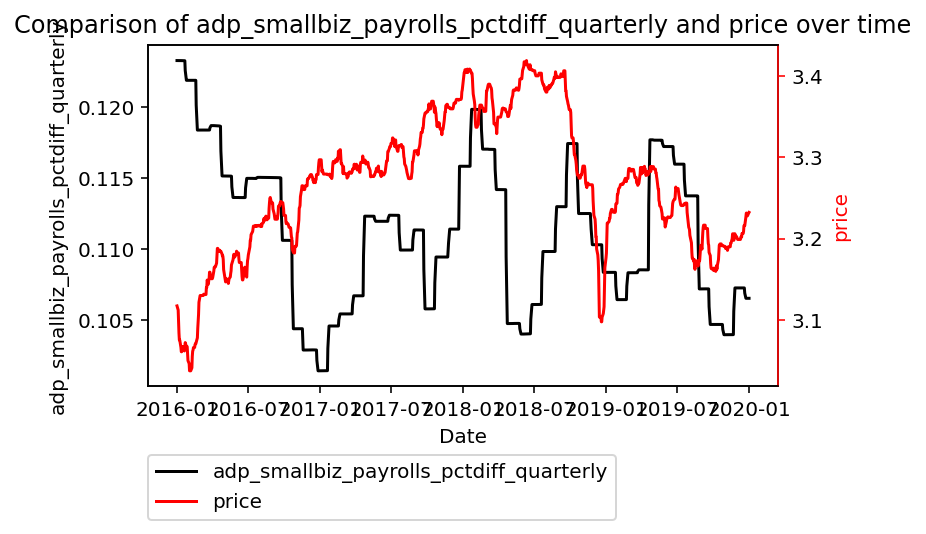 Comparison of adp_smallbiz_payrolls_pctdiff_quarterly and price over time
adp_smallbiz_payrolls_pctdiff_quarterly
0.120
0.115
0.110
0.105
3.4
3.3
3.2
3.1
price
2016-01
2016-07
2017-01
2017-07
2018-01
2018-07
2019-01
2019-07
2020-01
Date
adp_smallbiz_payrolls_pctdiff_quarterly
price